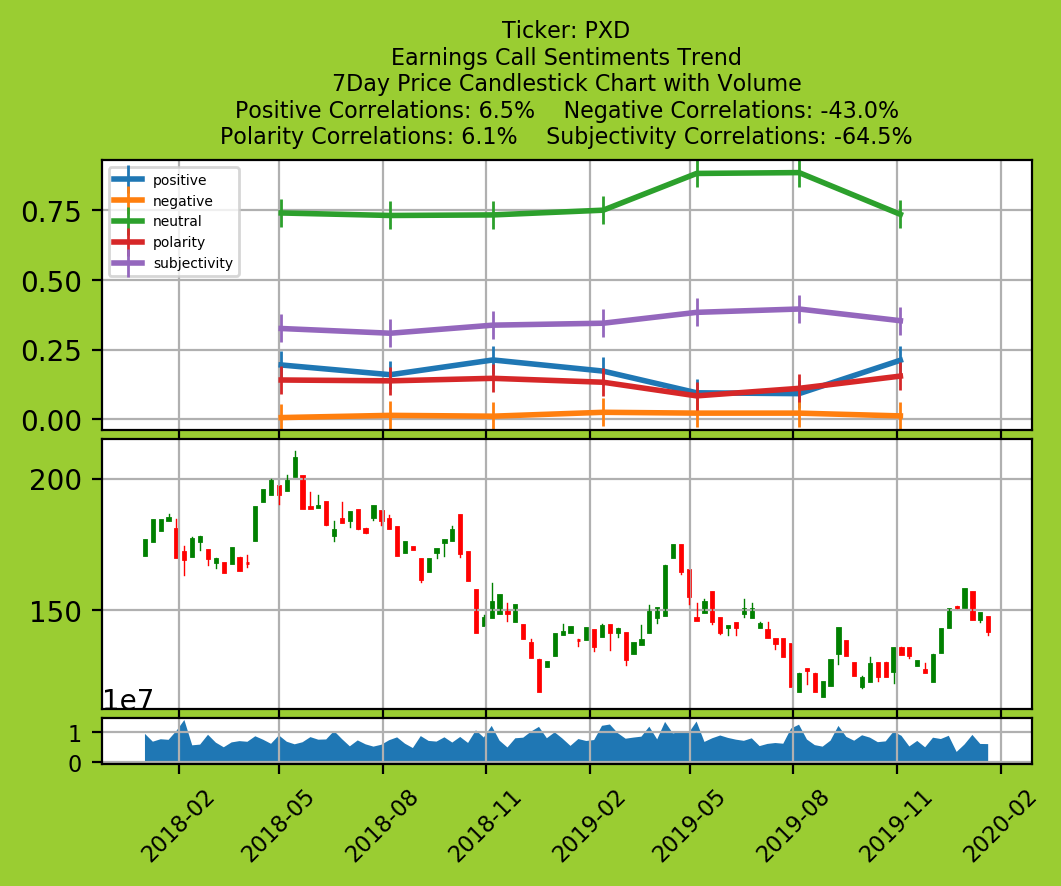 Ticker: PXD
Earnings Call Sentiments Trend
7Day Price Candlestick Chart with Volume
Positive Correlations: 6.5%    Negative Correlations: -43.0%
Polarity Correlations: 6.1%    Subjectivity Correlations: -64.5%
positive
negative
neutral
polarity
subjectivity
0.75
0.50
0.25
0.00
200
150
1e7
1
0
2018-02
2018-05
2018-08
2018-11
2019-02
2019-05
2019-08
2019-11
2020-02